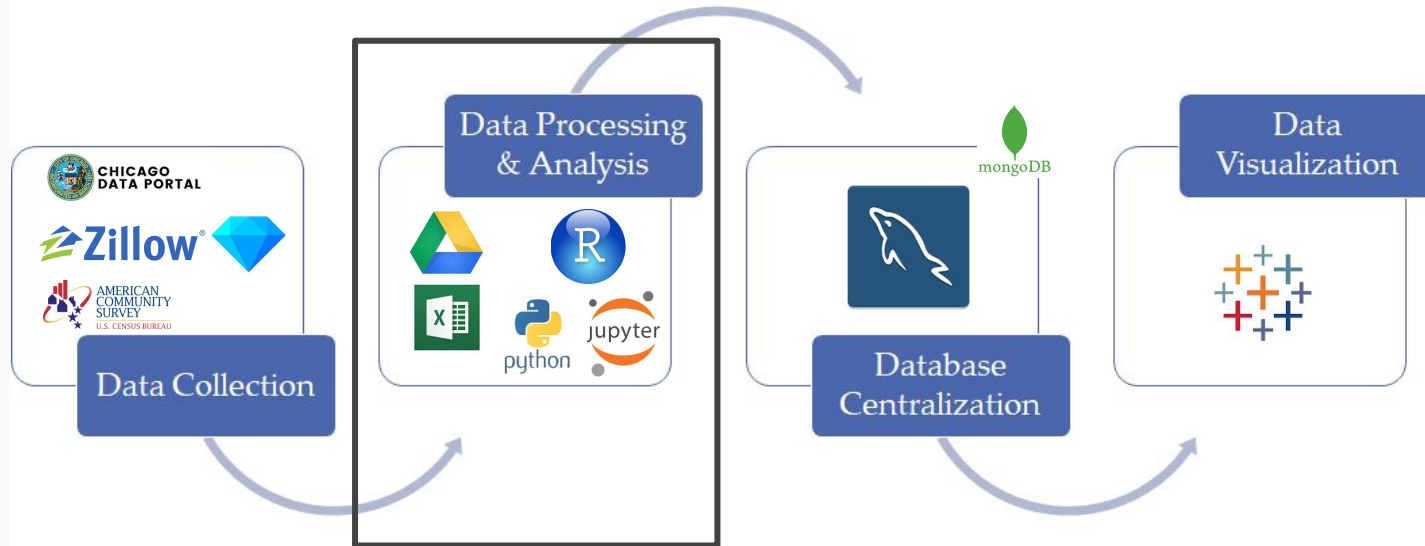 CHICAGO
DATA PORTAL
Zillow®
AMERICAN
COMMUNITY
SURVEY
U.S. CENSUS BUREAU
Data Collection
Data Processing
& Analysis
R
X
python
jupyter
mongoDB
Database
Centralization
Data
Visualization